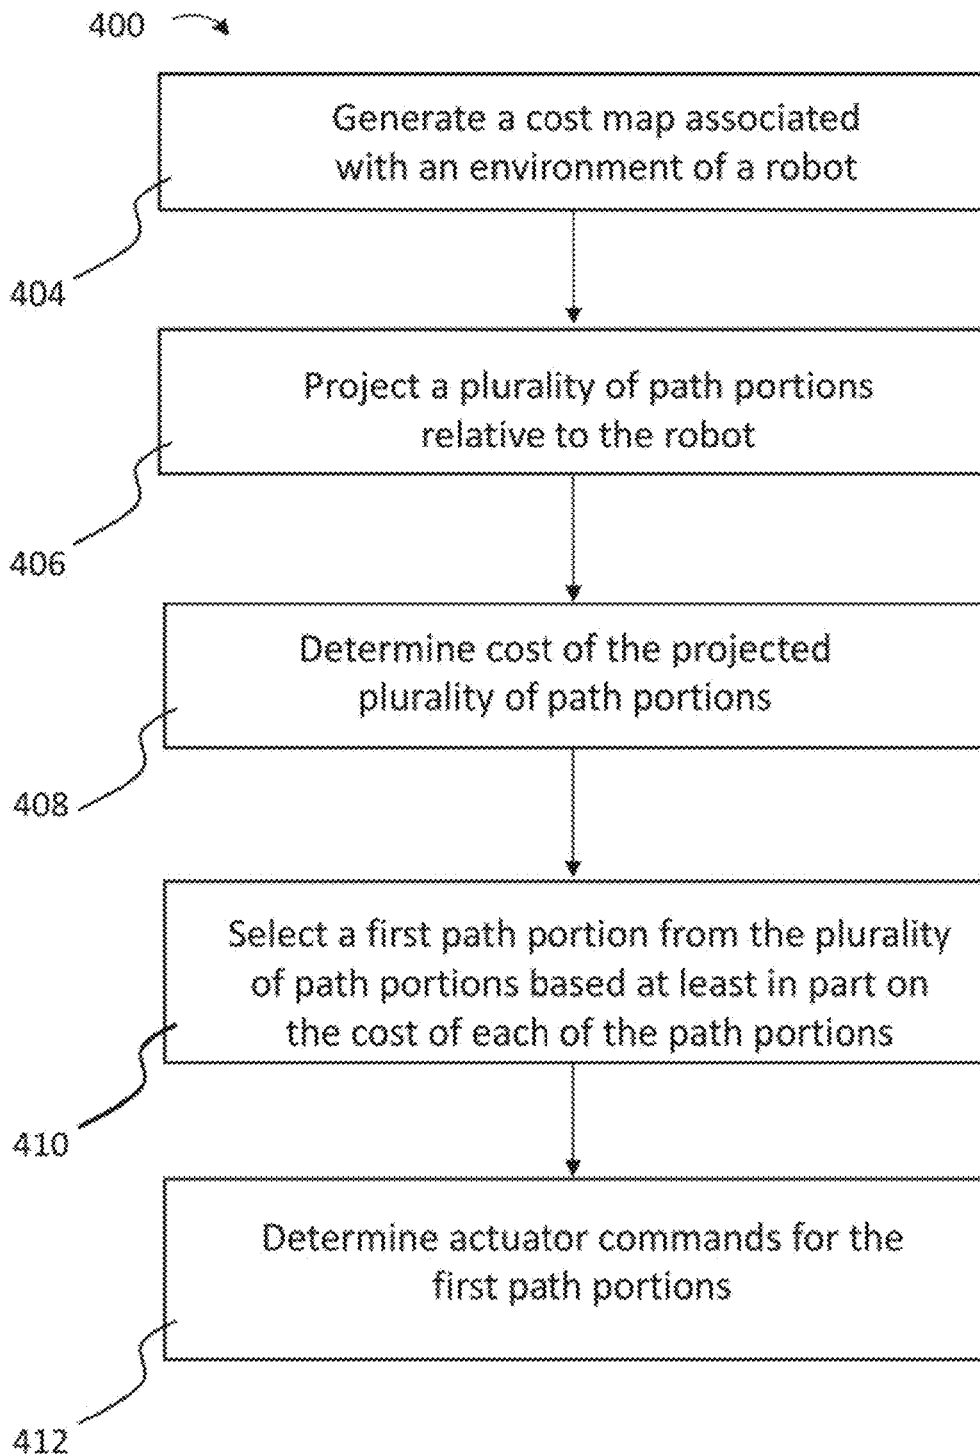 400
Generate a cost map associated
with an environment of a robot
404
Project a plurality of path portions
relative to the robot
406
Determine cost of the projected
plurality of path portions
408
Select a first path portion from the plurality
of path portions based at least in part on
the cost of each of the path portions
410
Determine actuator commands for the
first path portions
412